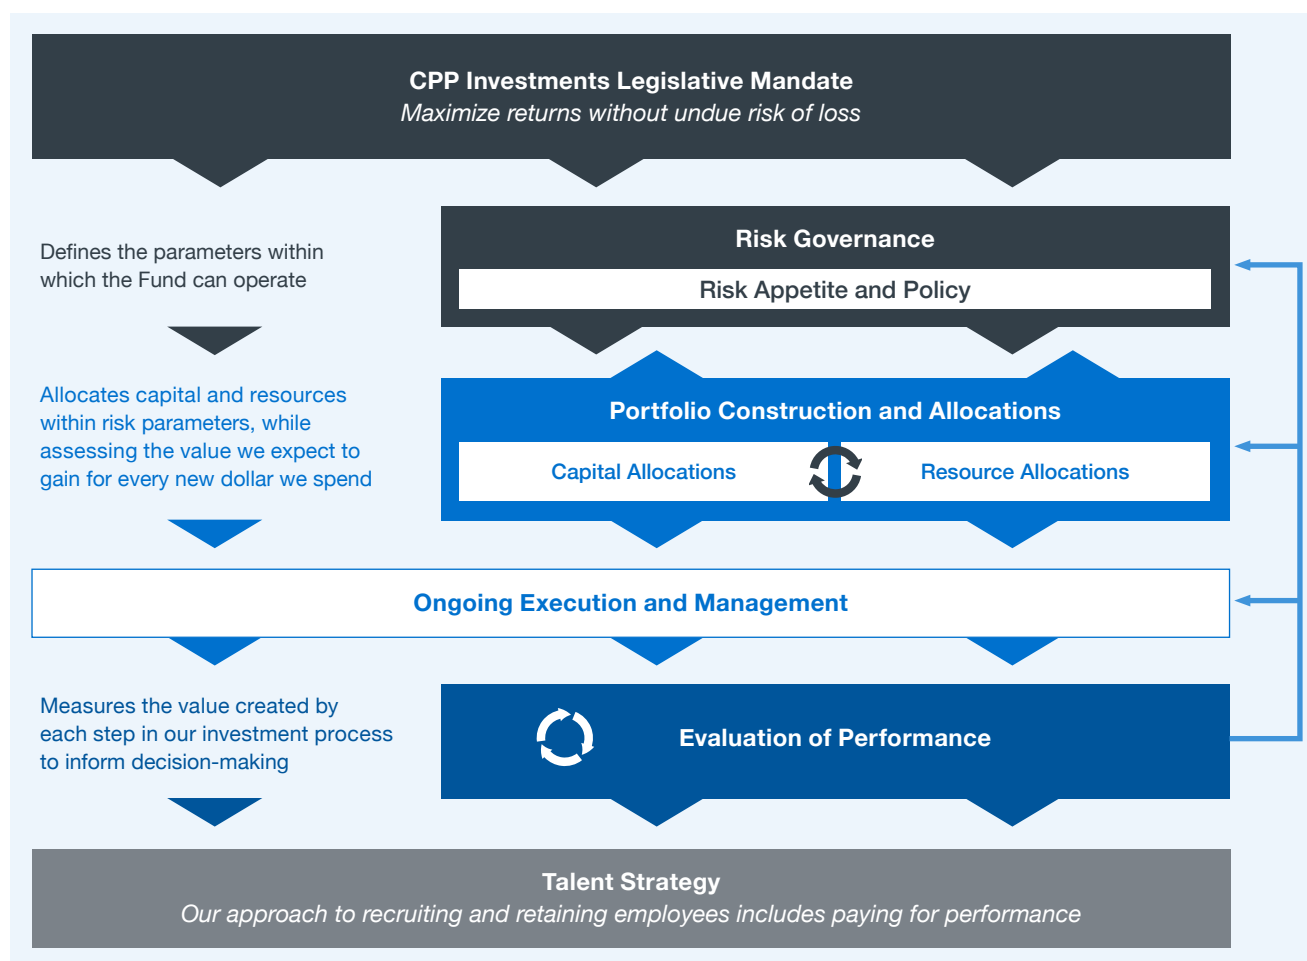 CPP Investments Legislative Mandate
Maximize returns without undue risk of loss
Defines the parameters within
which the Fund can operate
Risk Governance
Risk Appetite and Policy
Allocates capital and resources
within risk parameters, while
assessing the value we expect to
gain for every new dollar we spend
Portfolio Construction and Allocations
Capital Allocations
Resource Allocations
Ongoing Execution and Management
Measures the value created by
each step in our investment process
to inform decision-making
Evaluation of Performance
Talent Strategy
Our approach to recruiting and retaining employees includes paying for performance